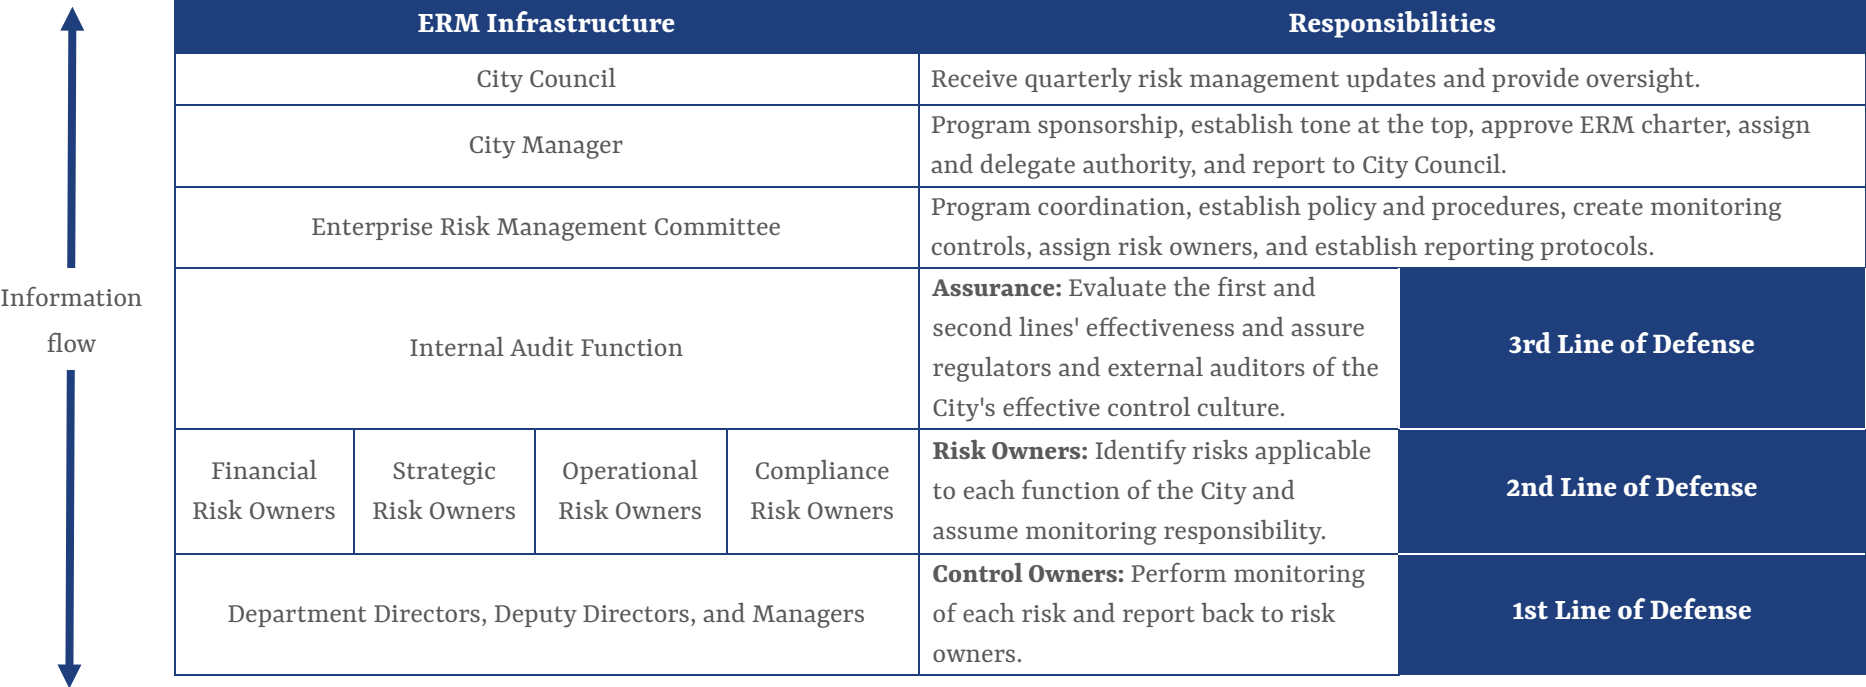 ERM Infrastructure
Responsibilities
City Council
Receive quarterly risk management updates and provide oversight.
City Manager
Program sponsorship, establish tone at the top, approve ERM charter, assign
and delegate authority, and report to City Council.
Enterprise Risk Management Committee
Program coordination, establish policy and procedures, create monitoring
controls, assign risk owners, and establish reporting protocols.
Information
flow
Internal Audit Function
Assurance: Evaluate the first and
second lines' effectiveness and assure
regulators and external auditors of the
City's effective control culture.
3rd Line of Defense
Financial
Risk Owners
Strategic
Risk Owners
Operational
Risk Owners
Compliance
Risk Owners
Risk Owners: Identify risks applicable
to each function of the City and
assume monitoring responsibility.
2nd Line of Defense
Department Directors, Deputy Directors, and Managers
Control Owners: Perform monitoring
of each risk and report back to risk
owners.
1st Line of Defense